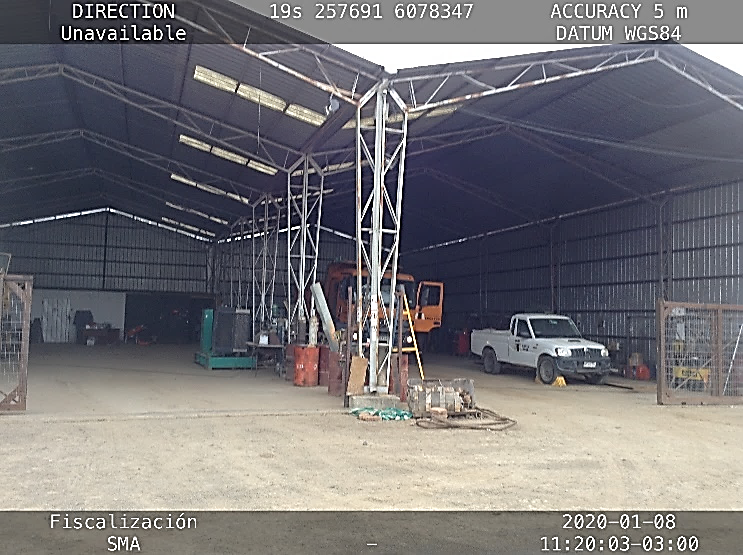 DIRECTION
Unavailable
19s 257691 6078347
ACCURACY 5 m
DATUM WGS84
Fiscalización
SMA
–
2020-01-08
11:20:03-03:00